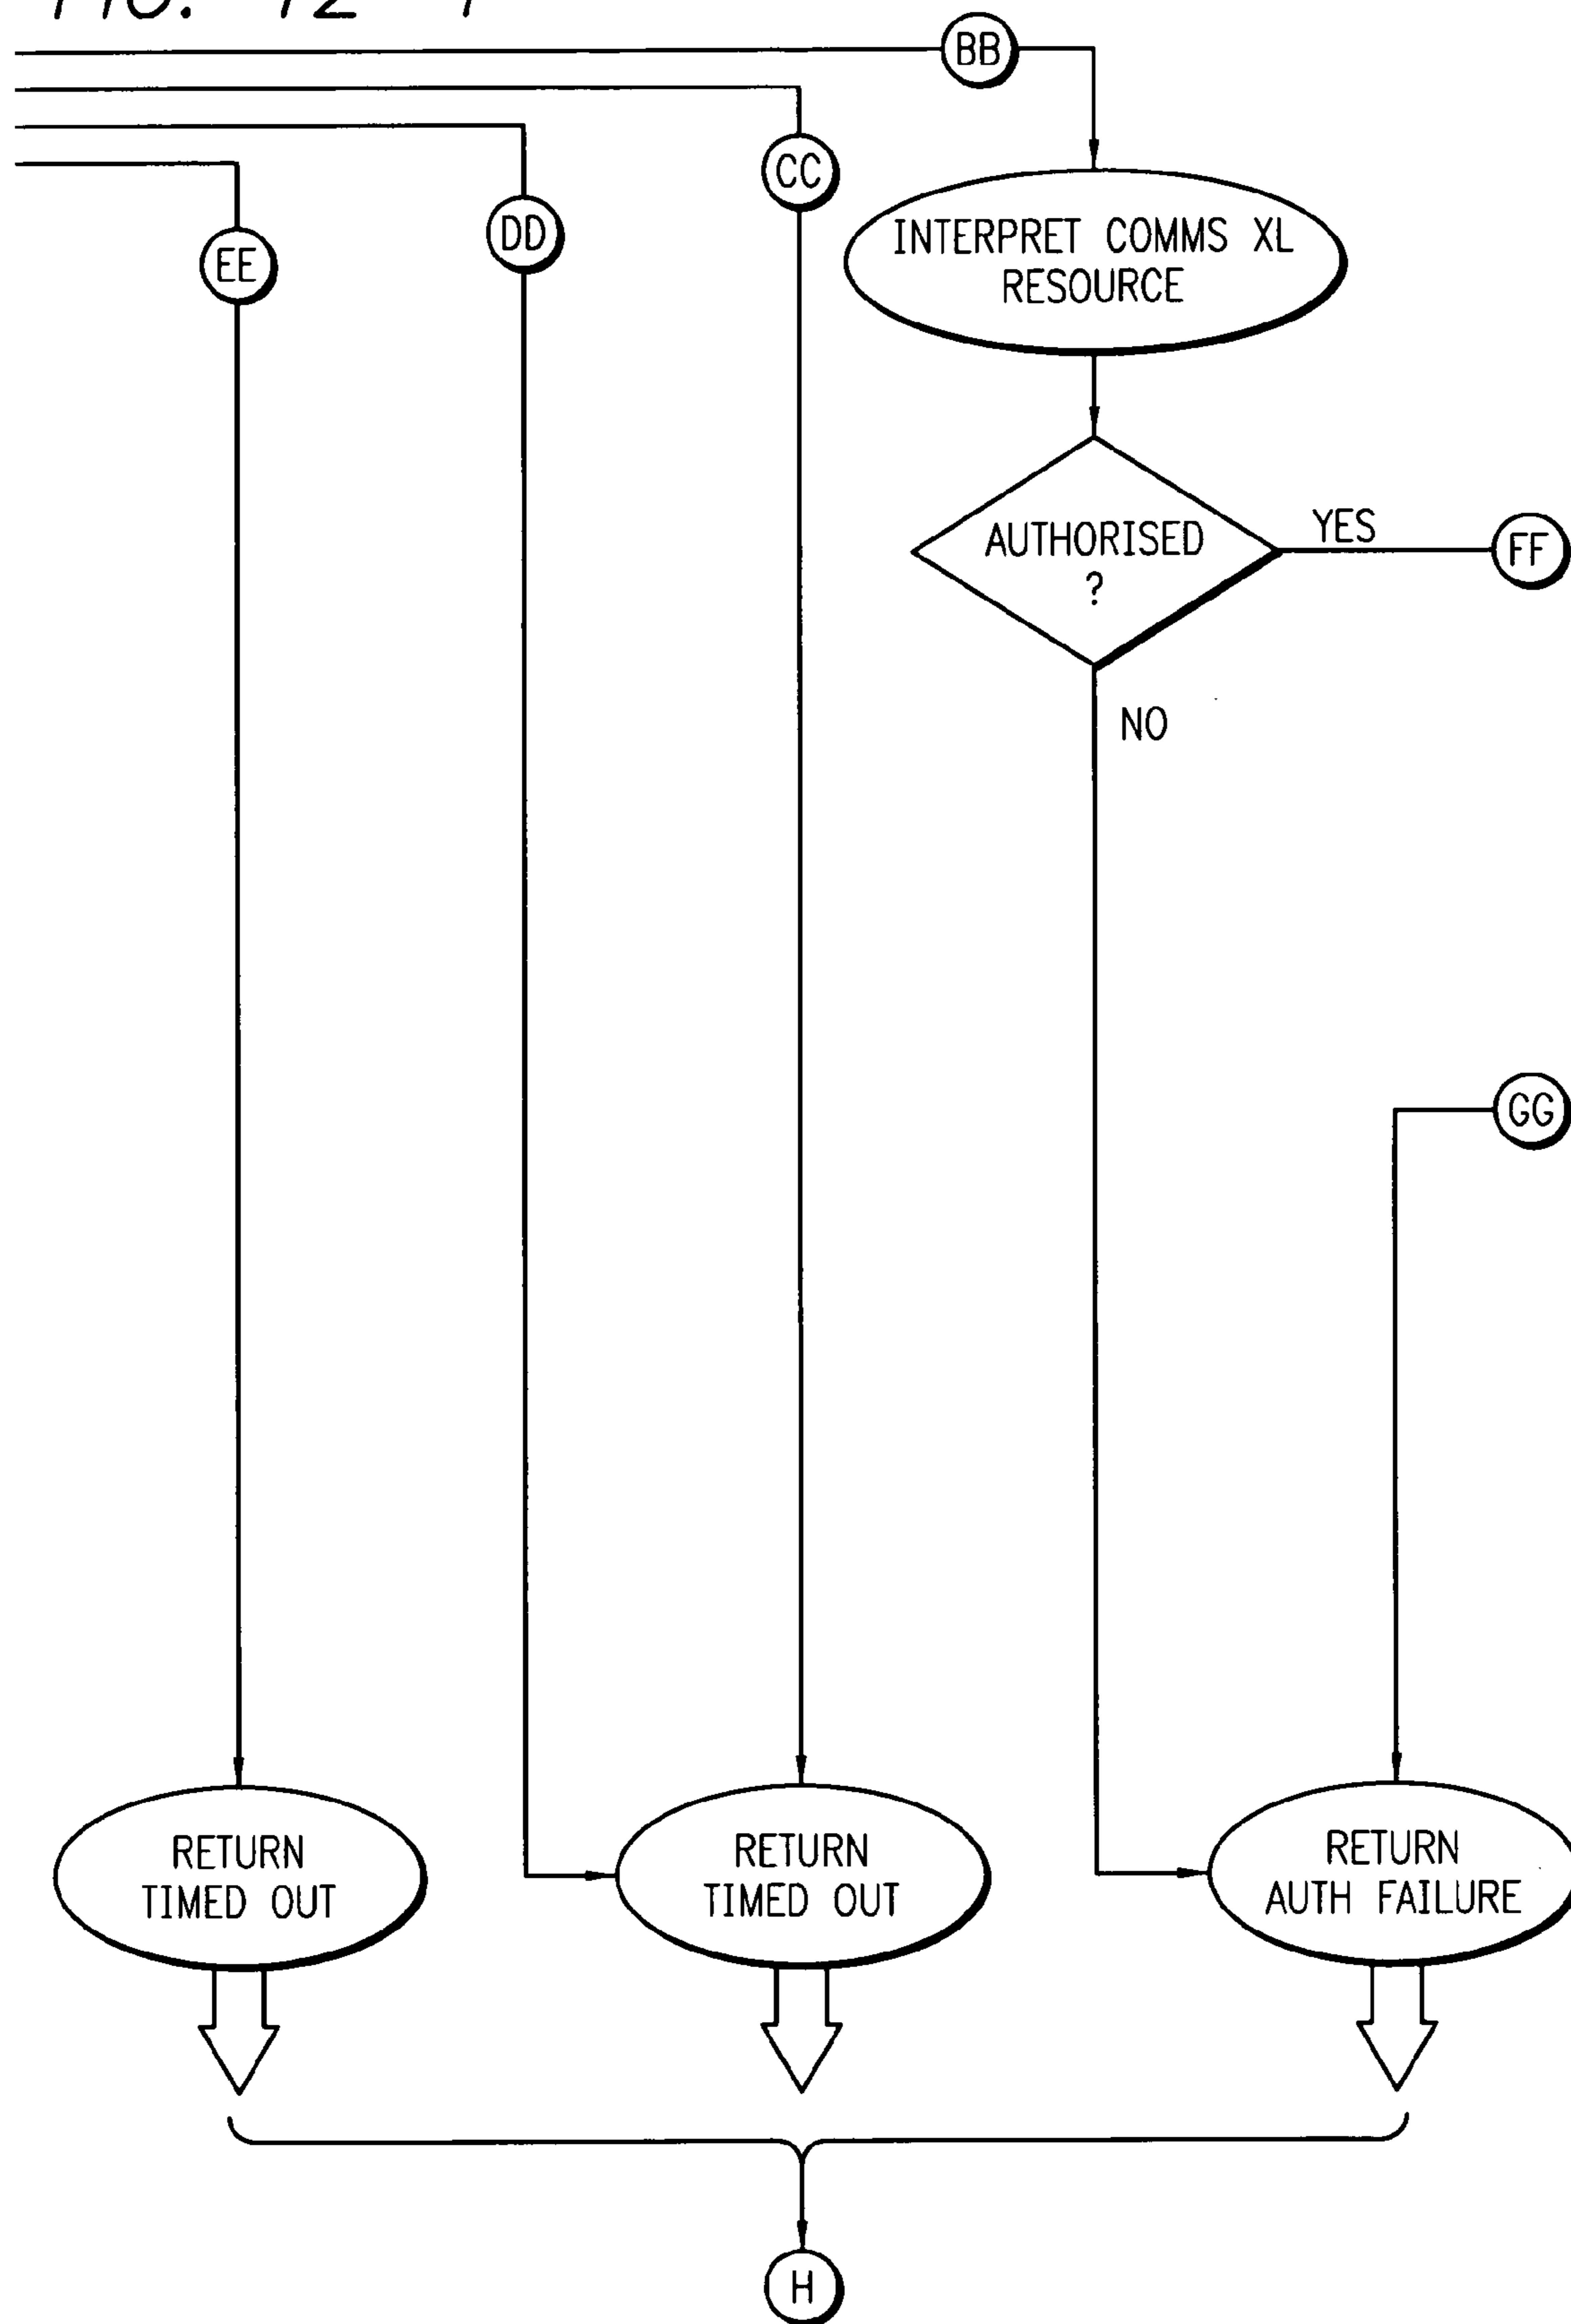 BB
CC
DD
EE
INTERPRET COMMS XL
RESOURCE
AUTHORISED
?
YES
FF
NO
GG
RETURN
TIMED OUT
RETURN
TIMED OUT
RETURN
AUTH FAILURE
H